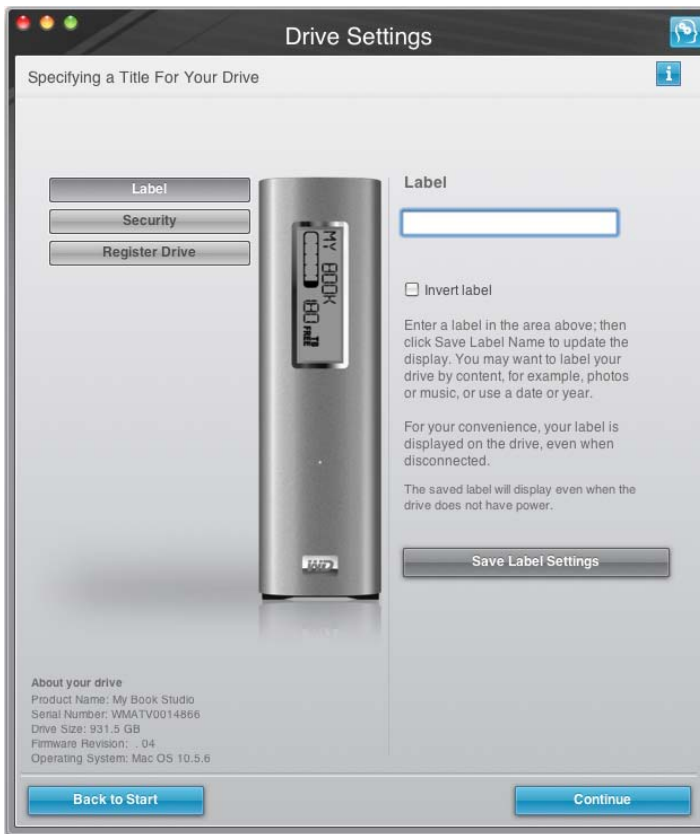 Drive Settings
Specifying a Title For Your Drive
i
Label
Security
Register Drive
MY BOOK
180 TO FREE
WD
Label
Invert label
Enter a label in the area above; then
click Save Label Name to update the
display. You may want to label your
drive by content, for example, photos
or music, or use a date or year.
For your convenience, your label is
displayed on the drive, even when
disconnected.
The saved label will display even when the
drive does not have power.
Save Label Settings
About your drive
Product Name: My Book Studio
Serial Number: WMATV0014866
Drive Size: 931.5 GB
Firmware Revision: . 04
Operating System: Mac OS 10.5.6
Back to Start
Continue